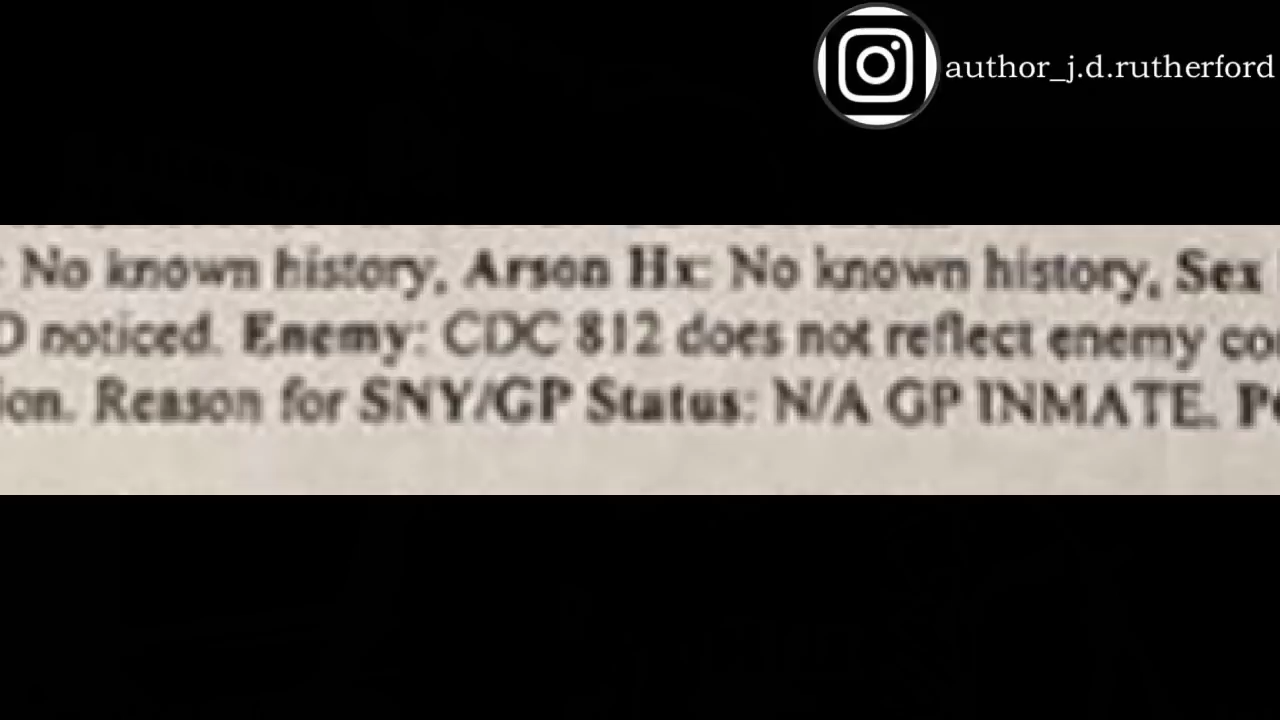 author_j.d.rutherford
: No known history, Arson Hx: No known history, Sex
noticed. Enemy: CDC 812 does not reflect enemy
Reason for SNY/GP Status: N/A GP INMATE.